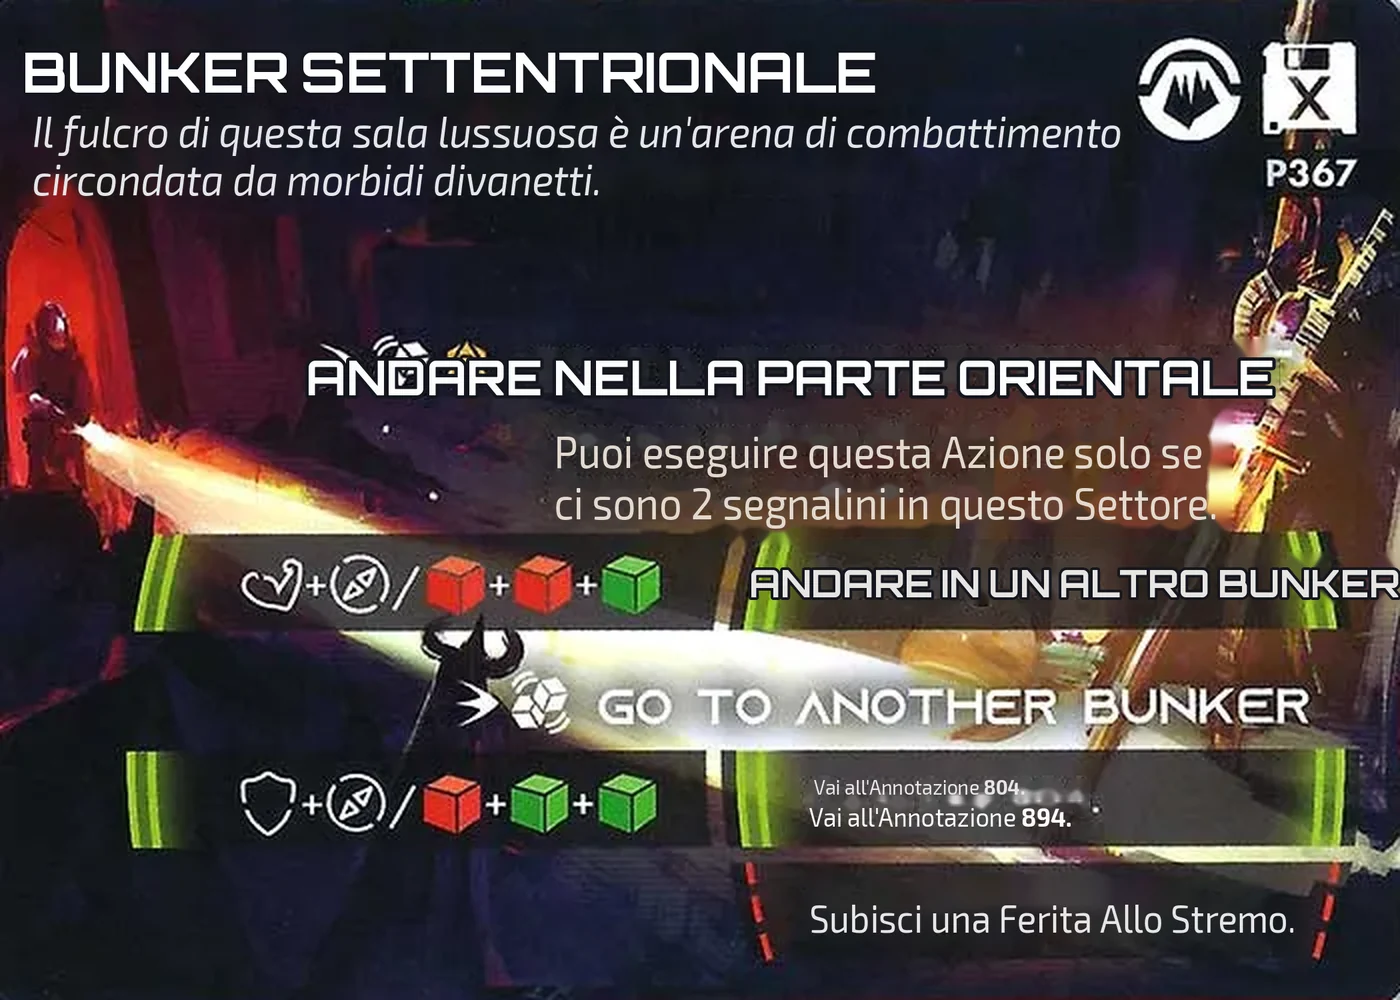 BUNKER SETTENTRIONALE
Il fulcro di questa sala lussuosa è un'arena di combattimento
circondata da morbidi divanetti.
X
P367
ANDARE NELLA PARTE ORIENTALE
Puoi eseguire questa Azione solo se
ci sono 2 segnalini in questo Settore.
+ / + +
ANDARE IN UN ALTRO BUNKER
GO TO ANOTHER BUNKER
+ / + +
Vai all'Annotazione 804.
Vai all'Annotazione 894.
Subisci una Ferita Allo Stremo.